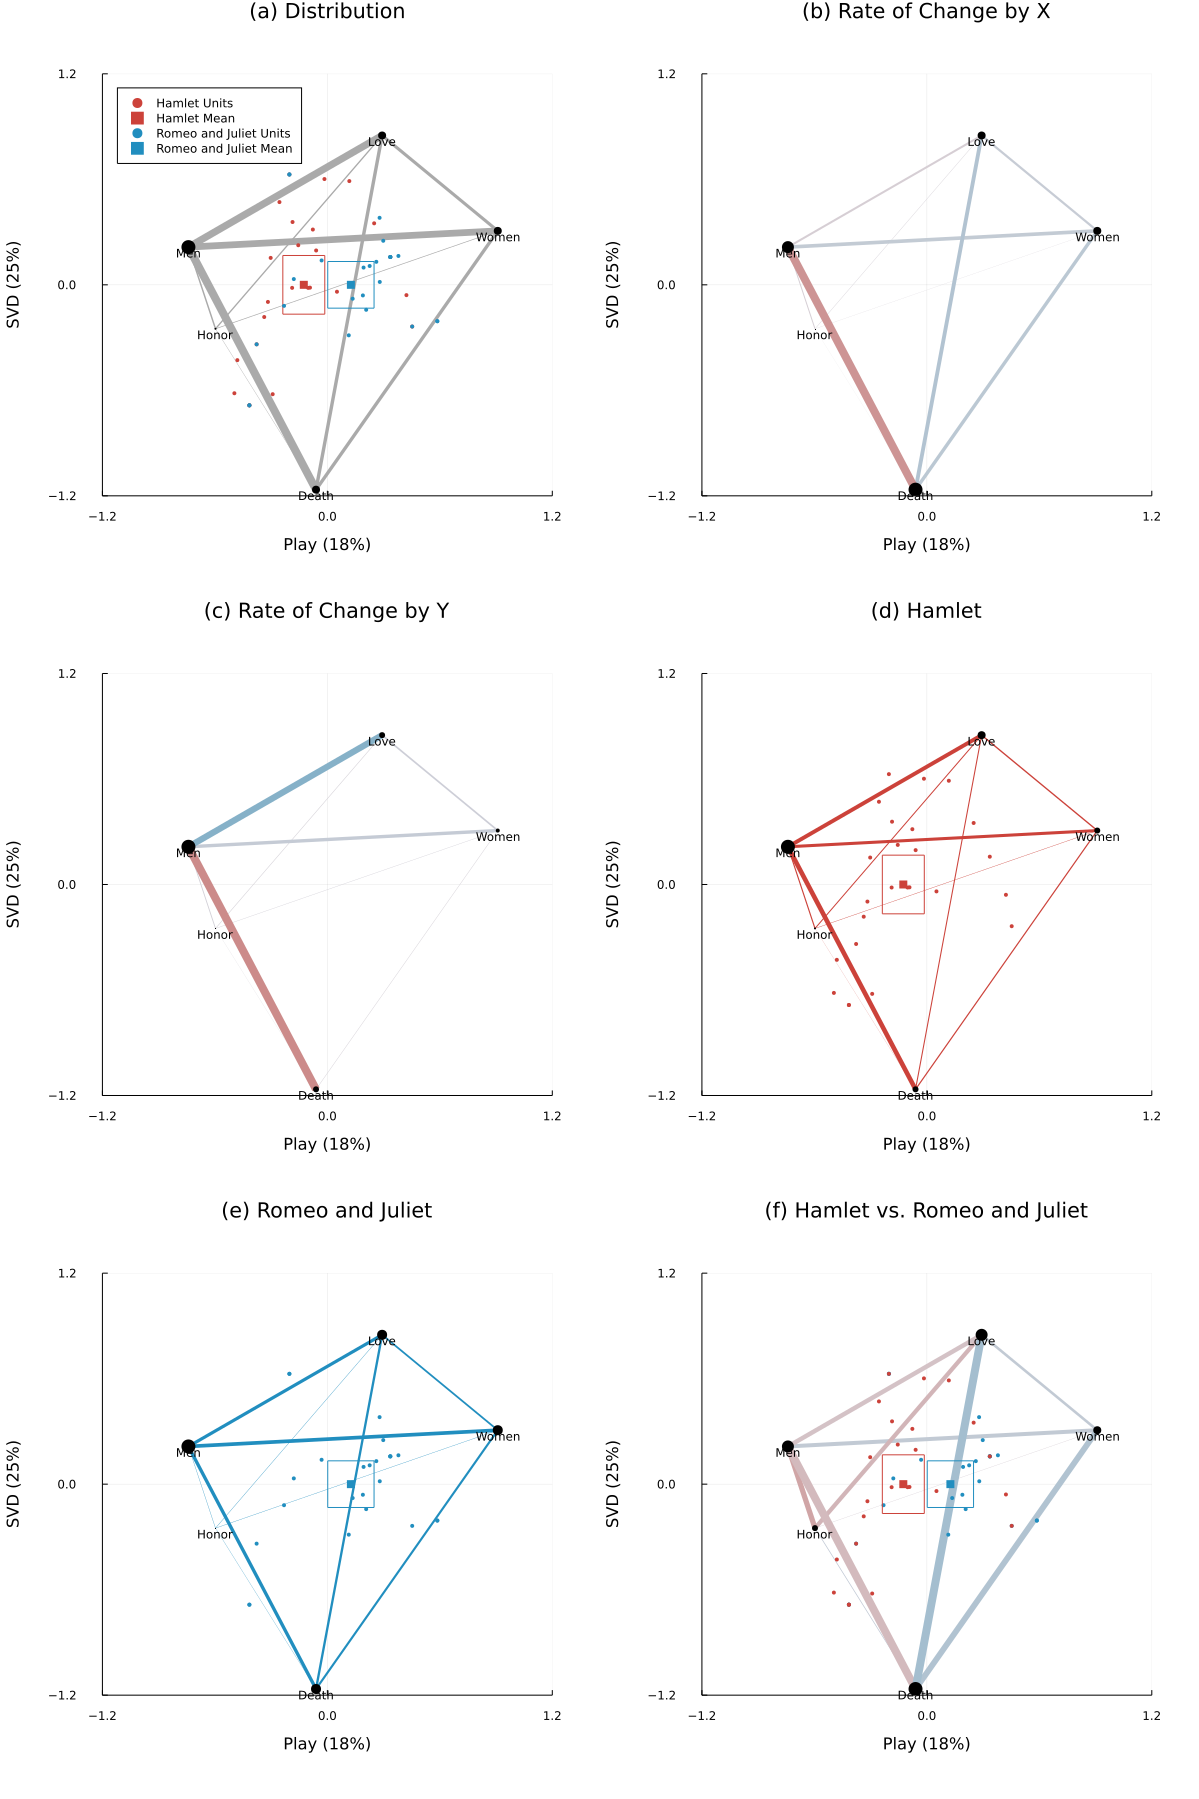 (a) Distribution
1.2
Hamlet Units
Hamlet Mean
Romeo and Juliet Units
Romeo and Juliet Mean
Love
Women
Men
SVD (25%)
0.0
Honor
Death
−1.2
−1.2 0.0 1.2
Play (18%)
(b) Rate of Change by X
1.2
Love
Women
Men
SVD (25%)
0.0
Honor
Death
−1.2
−1.2 0.0 1.2
Play (18%)
(c) Rate of Change by Y
1.2
Love
Women
Men
SVD (25%)
0.0
Honor
Death
−1.2
−1.2 0.0 1.2
Play (18%)
(d) Hamlet
1.2
Love
Women
Men
SVD (25%)
0.0
Honor
Death
−1.2
−1.2 0.0 1.2
Play (18%)
(e) Romeo and Juliet
1.2
Love
Women
Men
SVD (25%)
0.0
Honor
Death
−1.2
−1.2 0.0 1.2
Play (18%)
(f) Hamlet vs. Romeo and Juliet
1.2
Love
Women
Men
SVD (25%)
0.0
Honor
Death
−1.2
−1.2 0.0 1.2
Play (18%)